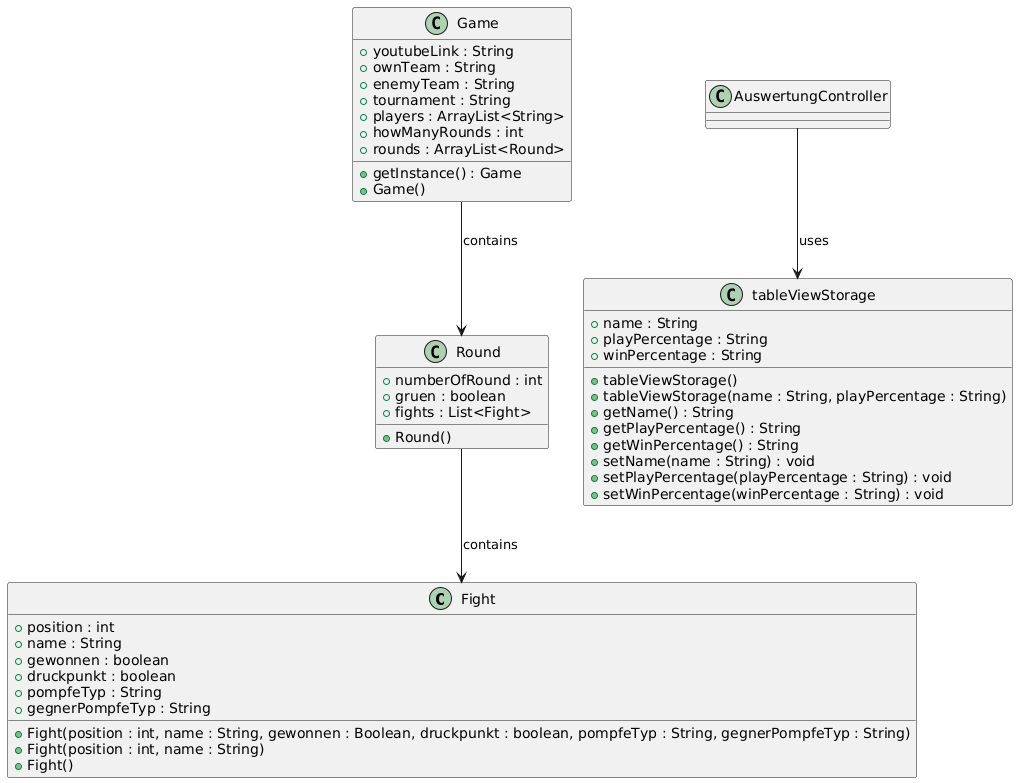 C Game
youtubeLink : String
ownTeam : String
enemyTeam : String
tournament : String
players : ArrayList<String>
howManyRounds : int
rounds : ArrayList<Round>
getInstance() : Game
Game()
C AuswertungController
contains
uses
C Round
numberOfRound : int
gruen : boolean
fights : List<Fight>
Round()
C tableViewStorage
name : String
playPercentage : String
winPercentage : String
tableViewStorage()
tableViewStorage(name : String, playPercentage : String)
getName() : String
getPlayPercentage() : String
getWinPercentage() : String
setName(name : String) : void
setPlayPercentage(playPercentage : String) : void
setWinPercentage(winPercentage : String) : void
contains
C Fight
position : int
name : String
gewonnen : boolean
druckpunkt : boolean
pompfeTyp : String
gegnerPompfeTyp : String
Fight(position : int, name : String, gewonnen : Boolean, druckpunkt : boolean, pompfeTyp : String, gegnerPompfeTyp : String)
Fight(position : int, name : String)
Fight()